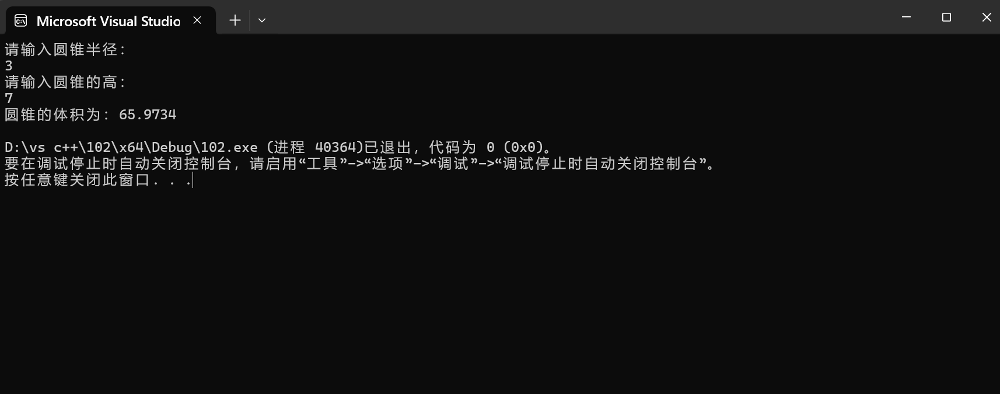 Microsoft Visual Studio
请输入圆锥半径：
3
请输入圆锥的高：
7
圆锥的体积为：65.9734
D:\vs c++\102\x64\Debug\102.exe (进程 40364)已退出，代码为 0 (0x0)。
要在调试停止时自动关闭控制台，请启用“工具”->“选项”->“调试”->“调试停止时自动关闭控制台”。
按任意键关闭此窗口. . .